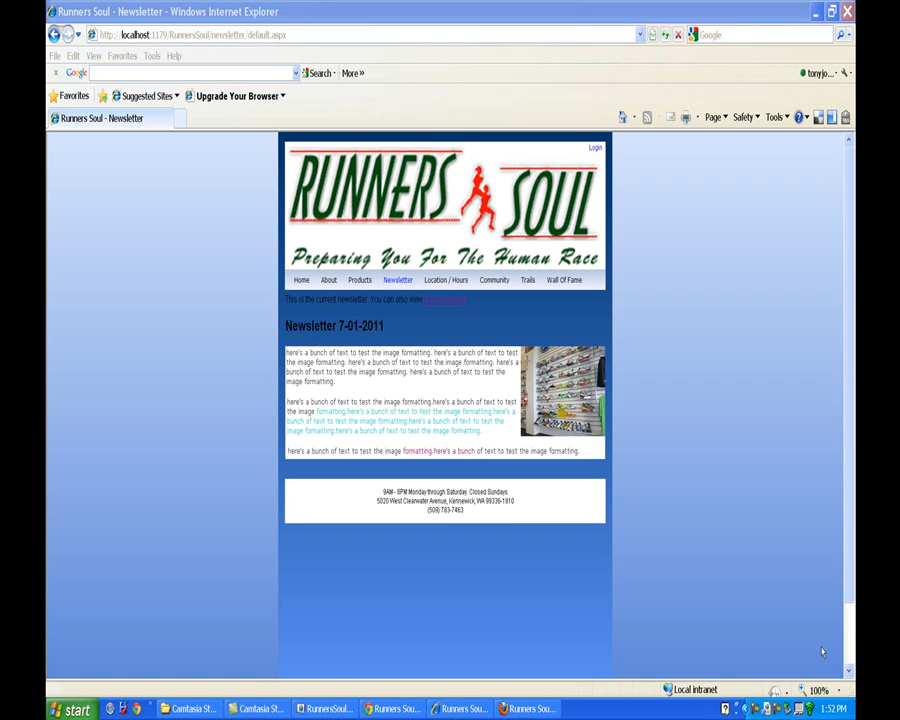 Runners Soul - Newsletter - Windows Internet Explorer
http://localhost:1179/RunnersSoul/newsletter/default.aspx
Google
File Edit View Favorites Tools Help
x Google Search More » tonyjo...
Favorites Suggested Sites Upgrade Your Browser
Runners Soul - Newsletter Page Safety Tools
Login
RUNNERS SOUL
Preparing You For The Human Race
Home About Products Newsletter Location / Hours Community Trails Wall Of Fame
This is the current newsletter. You can also view
Newsletter 7-01-2011
here's a bunch of text to test the image formatting. here's a bunch of text to test
the image formatting. here's a bunch of text to test the image formatting. here's a
bunch of text to test the image formatting. here's a bunch of text to test the
image formatting.
here's a bunch of text to test the image formatting.here's a bunch of text to test
the image formatting.here's a bunch of text to test the image formatting.here's a
bunch of text to test the image formatting.here's a bunch of text to test the
image formatting.here's a bunch of text to test the image formatting.
here's a bunch of text to test the image formatting.here's a bunch of text to test the image formatting.
9AM - 8PM Monday through Saturday. Closed Sundays
5020 West Clearwater Avenue, Kennewick, WA 99336-1910
(509) 783-7463
Local intranet 100%
start Camtasia St... Camtasia St... RunnersSoul... Runners Sou... Runners Sou... Runners Sou... 1:52 PM